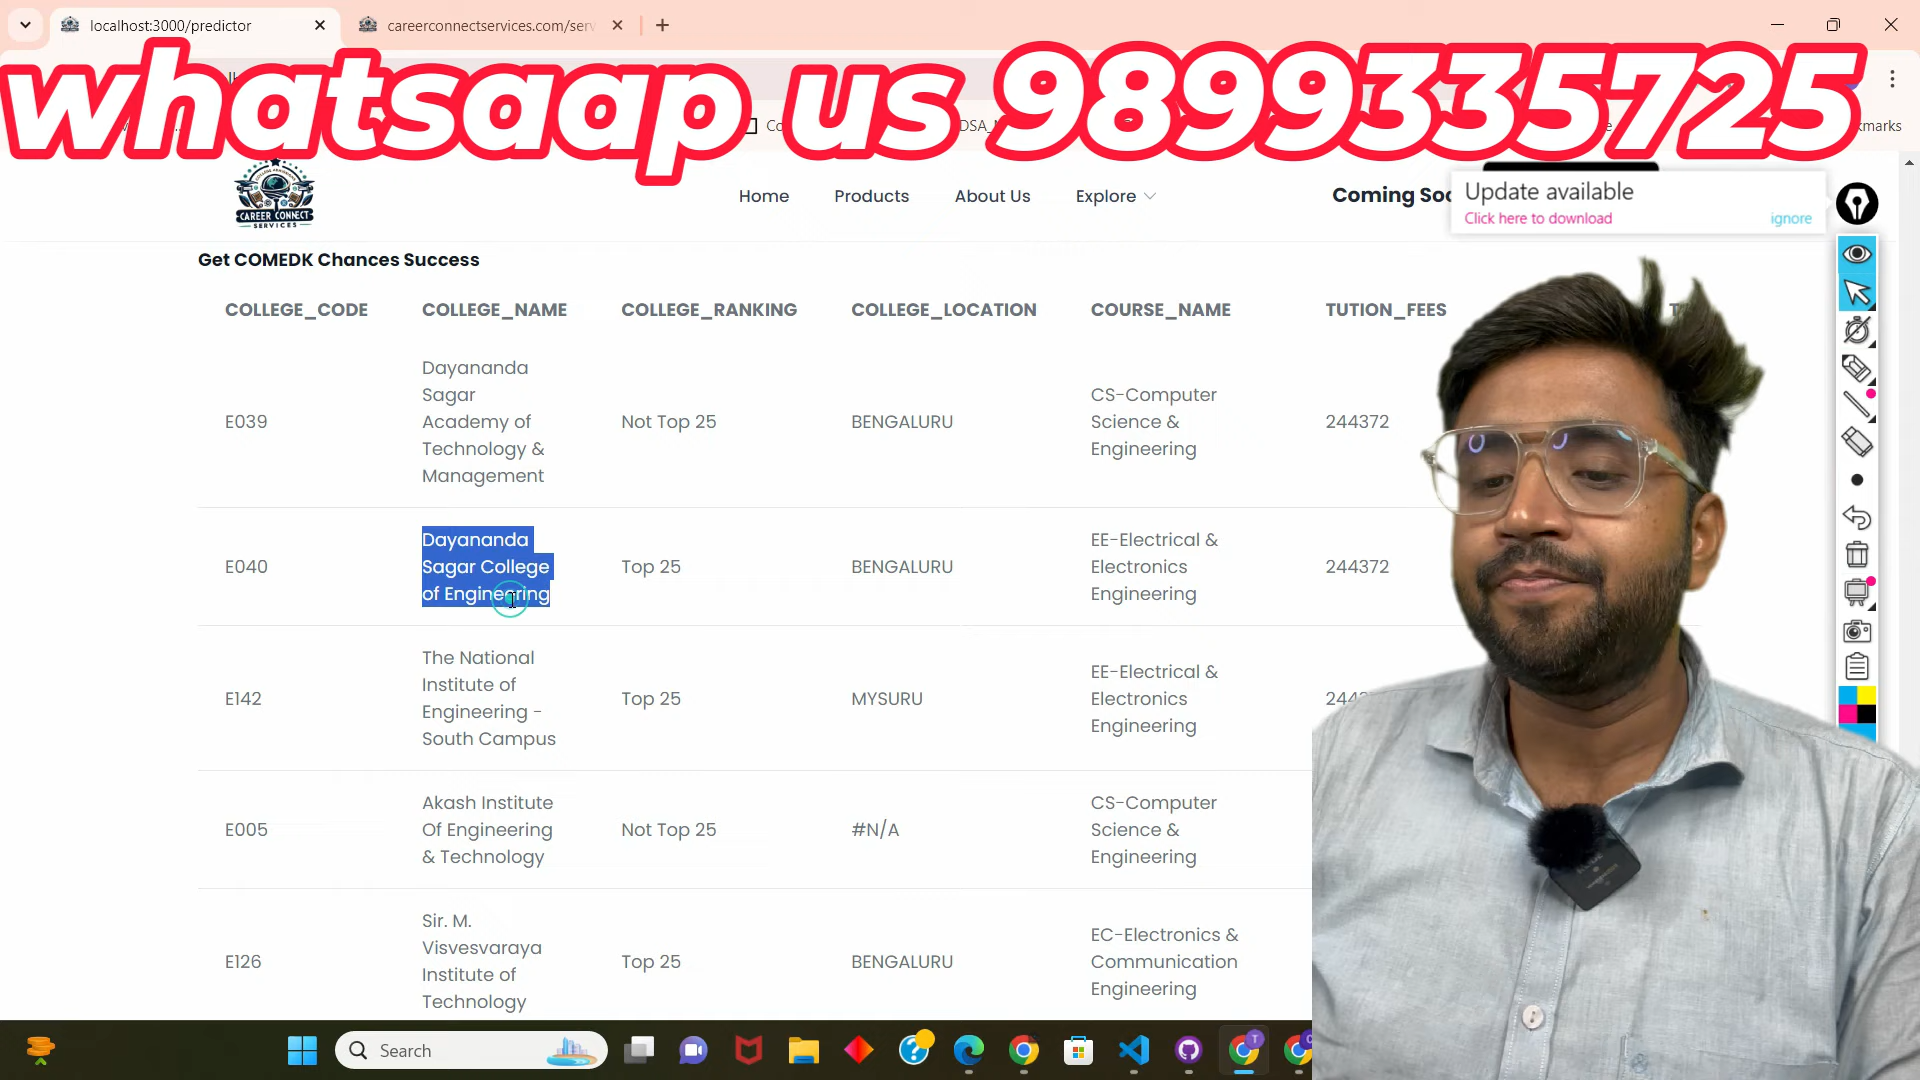 localhost:3000/predictor
careerconnectservices.com/serv
whatsaap us 9899335725
CAREER CONNECT
SERVICES
Home Products About Us Explore
Coming Soo
Update available
Click here to download ignore
Get COMEDK Chances Success
COLLEGE_CODE COLLEGE_NAME COLLEGE_RANKING COLLEGE_LOCATION COURSE_NAME TUTION_FEES
Dayananda
Sagar
Academy of
Technology &
Management
E039
Not Top 25
BENGALURU
CS-Computer
Science &
Engineering
244372
E040
Dayananda
Sagar College
of Engineering
Top 25
BENGALURU
EE-Electrical &
Electronics
Engineering
244372
E142
The National
Institute of
Engineering -
South Campus
Top 25
MYSURU
EE-Electrical &
Electronics
Engineering
E005
Akash Institute
Of Engineering
& Technology
Not Top 25
#N/A
CS-Computer
Science &
Engineering
E126
Sir. M.
Visvesvaraya
Institute of
Technology
Top 25
BENGALURU
EC-Electronics &
Communication
Engineering
Search